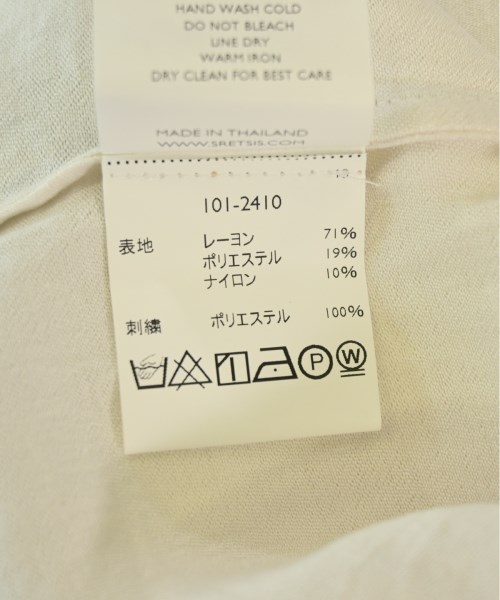 HAND WASH COLD
DO NOT BLEACH
LINE DRY
WARM IRON
DRY CLEAN FOR BEST CARE
MADE IN THAILAND
WWW.SRETSIS.COM
101-2410
表地 レーヨン 71%
ポリエステル 19%
ナイロン 10%
刺繍 ポリエステル 100%
P W